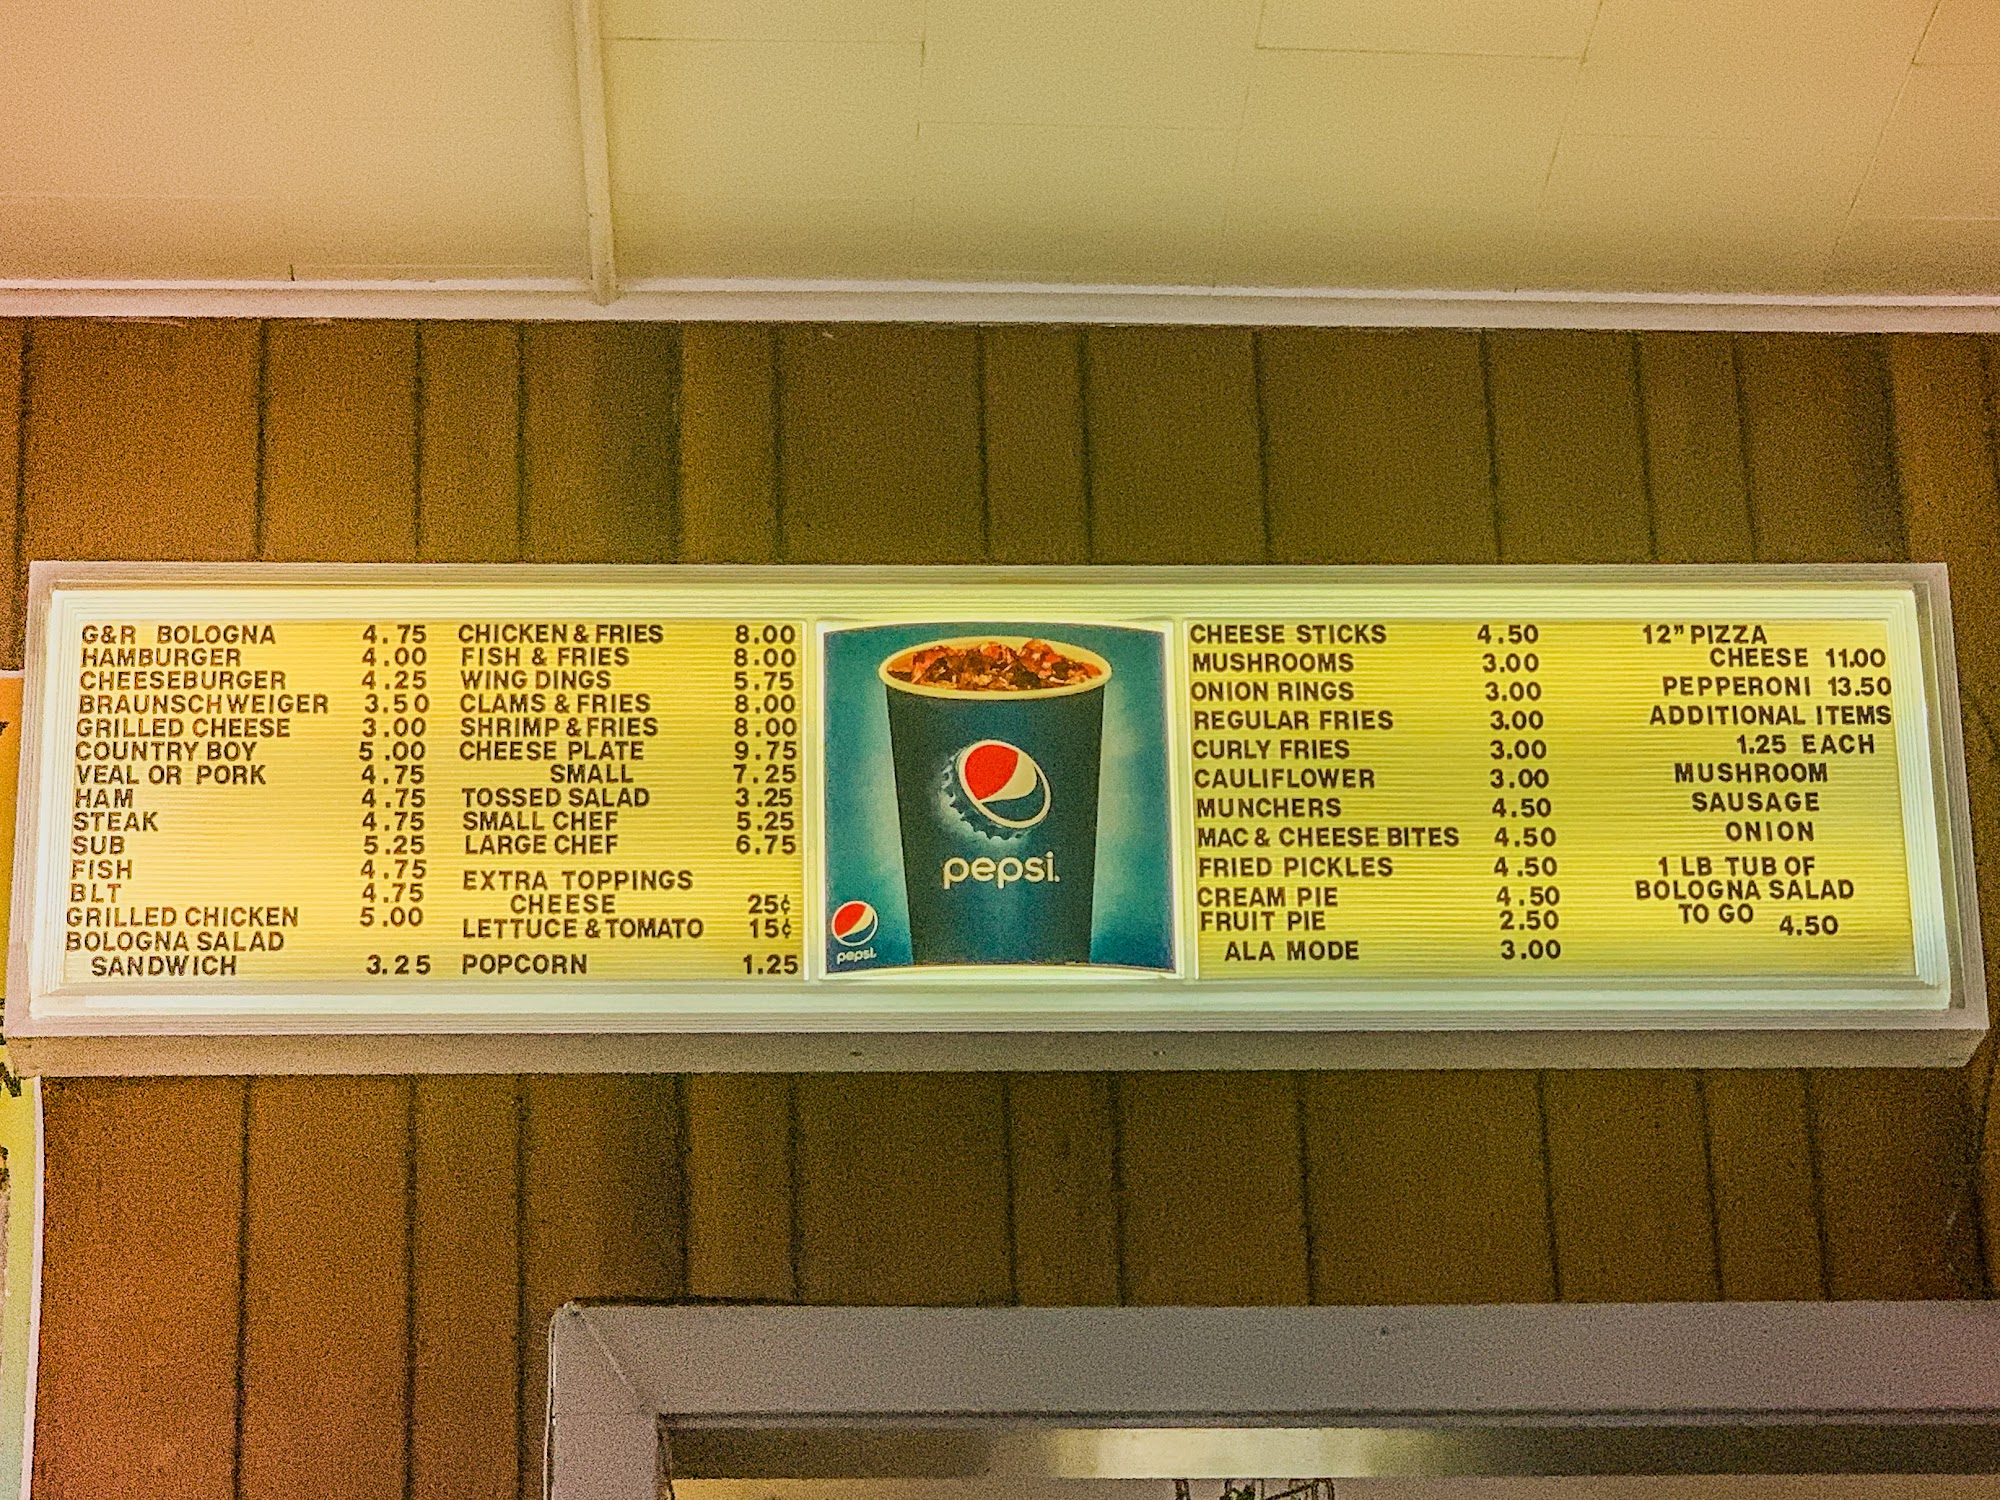 G&R BOLOGNA 4.75
HAMBURGER 4.00
CHEESEBURGER 4.25
BRAUNSCHWEIGER 3.50
GRILLED CHEESE 3.00
COUNTRY BOY 5.00
VEAL OR PORK 4.75
HAM 4.75
STEAK 4.75
SUB 5.25
FISH 4.75
BLT 4.75
GRILLED CHICKEN 5.00
BOLOGNA SALAD
SANDWICH 3.25
CHICKEN & FRIES 8.00
FISH & FRIES 8.00
WING DINGS 5.75
CLAMS & FRIES 8.00
SHRIMP & FRIES 8.00
CHEESE PLATE 9.75
SMALL 7.25
TOSSED SALAD 3.25
SMALL CHEF 5.25
LARGE CHEF 6.75
EXTRA TOPPINGS
CHEESE 25¢
LETTUCE & TOMATO 15¢
POPCORN 1.25
pepsi.
pepsi.
CHEESE STICKS 4.50
MUSHROOMS 3.00
ONION RINGS 3.00
REGULAR FRIES 3.00
CURLY FRIES 3.00
CAULIFLOWER 3.00
MUNCHERS 4.50
MAC & CHEESE BITES 4.50
FRIED PICKLES 4.50
CREAM PIE 4.50
FRUIT PIE 2.50
ALA MODE 3.00
12" PIZZA
CHEESE 11.00
PEPPERONI 13.50
ADDITIONAL ITEMS
1.25 EACH
MUSHROOM
SAUSAGE
ONION
1 LB TUB OF
BOLOGNA SALAD
TO GO 4.50